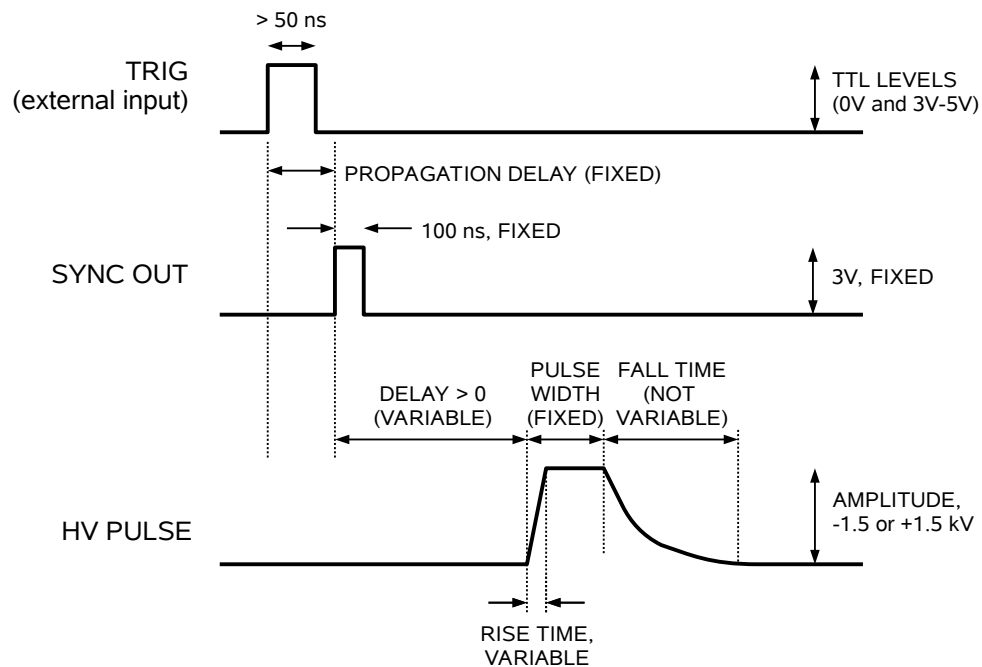 > 50 ns
TRIG
(external input)
TTL LEVELS
(0V and 3V-5V)
PROPAGATION DELAY (FIXED)
100 ns, FIXED
SYNC OUT
3V, FIXED
DELAY > 0
(VARIABLE)
PULSE
WIDTH
(FIXED)
FALL TIME
(NOT
VARIABLE)
HV PULSE
AMPLITUDE,
-1.5 or +1.5 kV
RISE TIME,
VARIABLE